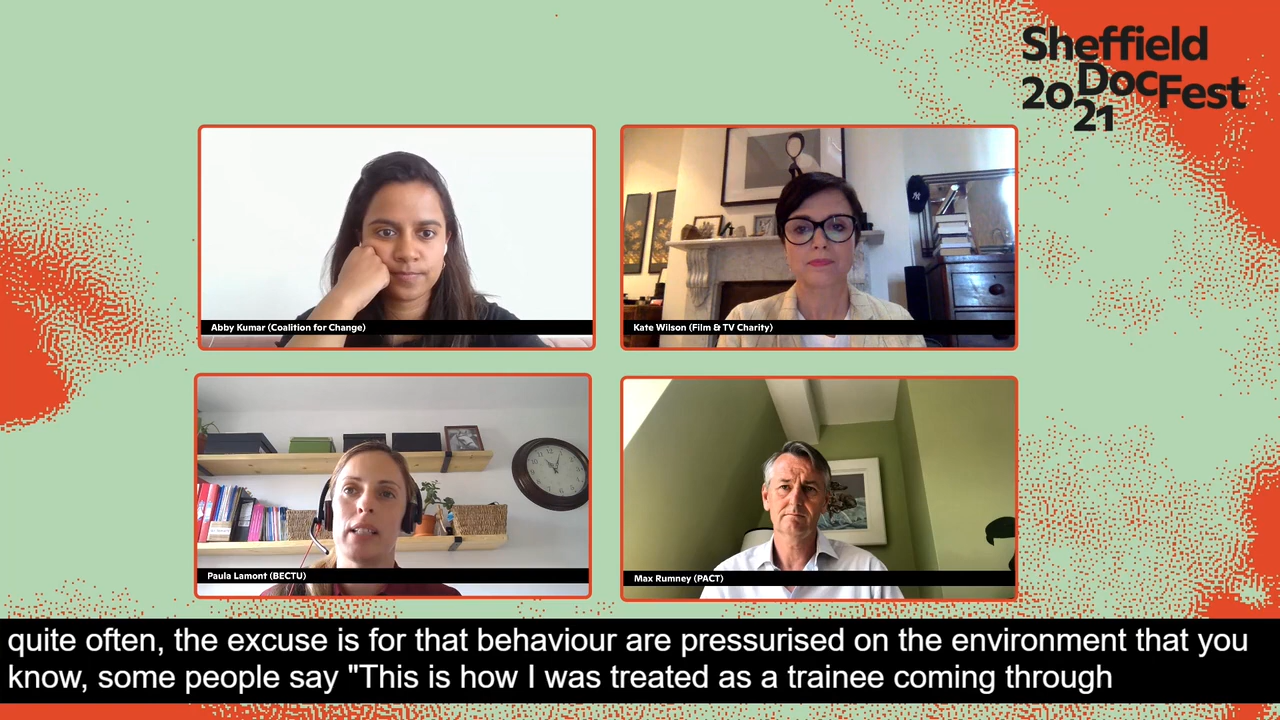 Sheffield
DocFest
2021
Abby Kumar (Coalition for Change)
Kate Wilson (Film & TV Charity)
Paula Lamont (BECTU)
Max Rumney (PACT)
quite often, the excuse is for that behaviour are pressurised on the environment that you
know, some people say "This is how I was treated as a trainee coming through